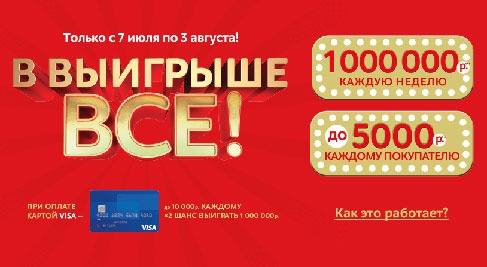 Только с 7 июля по 3 августа!
В ВЫИГРЫШЕ
ВСЕ!
1 000 000 р.
КАЖДУЮ НЕДЕЛЮ
ДО 5000 р.
КАЖДОМУ ПОКУПАТЕЛЮ
ПРИ ОПЛАТЕ
КАРТОЙ VISA –
VISA
до 10 000 р. КАЖДОМУ
×2 ШАНС ВЫИГРАТЬ 1 000 000 р.
Как это работает?